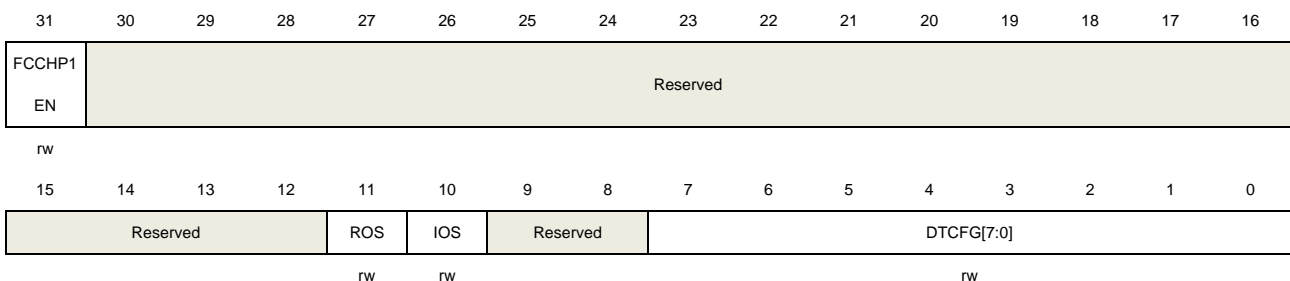 31 30 29 28 27 26 25 24 23 22 21 20 19 18 17 16
FCCHP1
EN
Reserved
rw
15 14 13 12 11 10 9 8 7 6 5 4 3 2 1 0
Reserved ROS IOS Reserved DTCFG[7:0]
rw rw rw